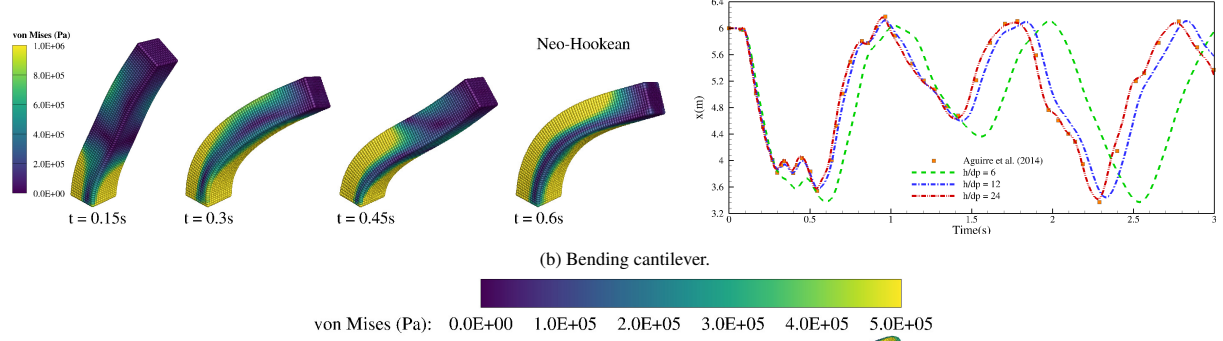 von Mises (Pa)
1.0E+06
8.0E+05
6.0E+05
4.0E+05
2.0E+05
0.0E+00
t = 0.15s
t = 0.3s
t = 0.45s
t = 0.6s
Neo-Hookean
x(m)
6.4
6
5.6
5.2
4.8
4.4
4
3.6
3.2
Aguirre et al. (2014)
h/dp = 6
h/dp = 12
h/dp = 24
0 0.5 1 1.5 2 2.5 3
Time(s)
(b) Bending cantilever.
von Mises (Pa): 0.0E+00 1.0E+05 2.0E+05 3.0E+05 4.0E+05 5.0E+05